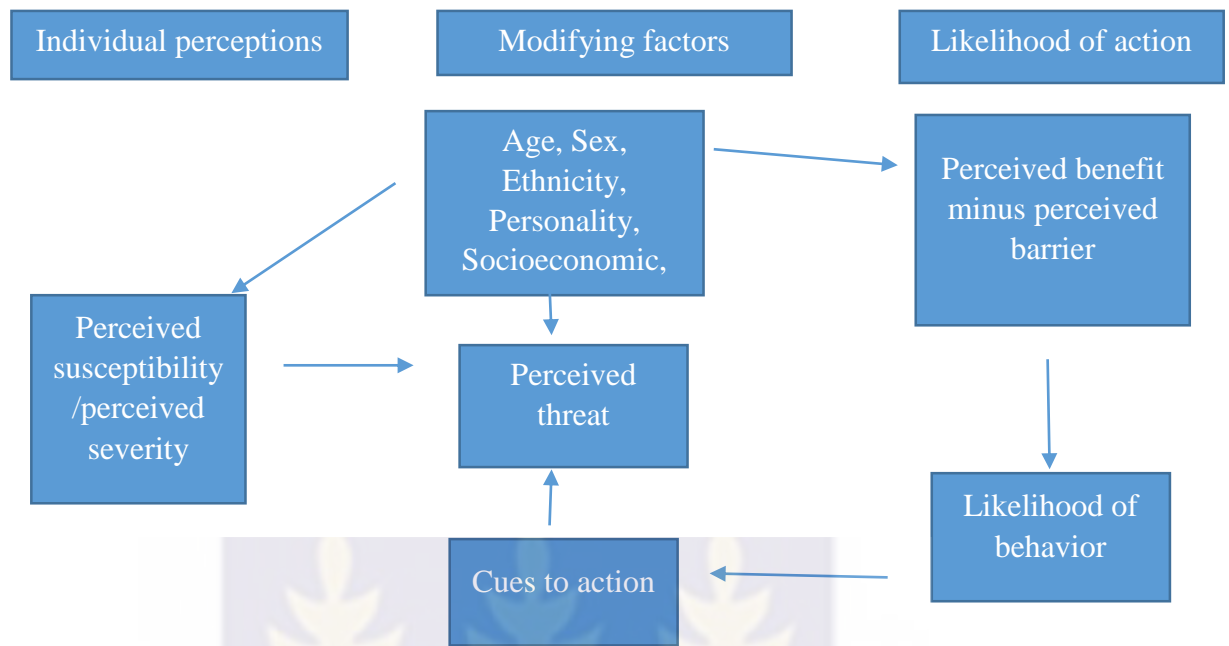 Individual perceptions
Modifying factors
Likelihood of action
Age, Sex,
Ethnicity,
Personality,
Socioeconomic,
Perceived benefit
minus perceived
barrier
Perceived
susceptibility
/perceived
severity
Perceived
threat
Likelihood of
behavior
Cues to action